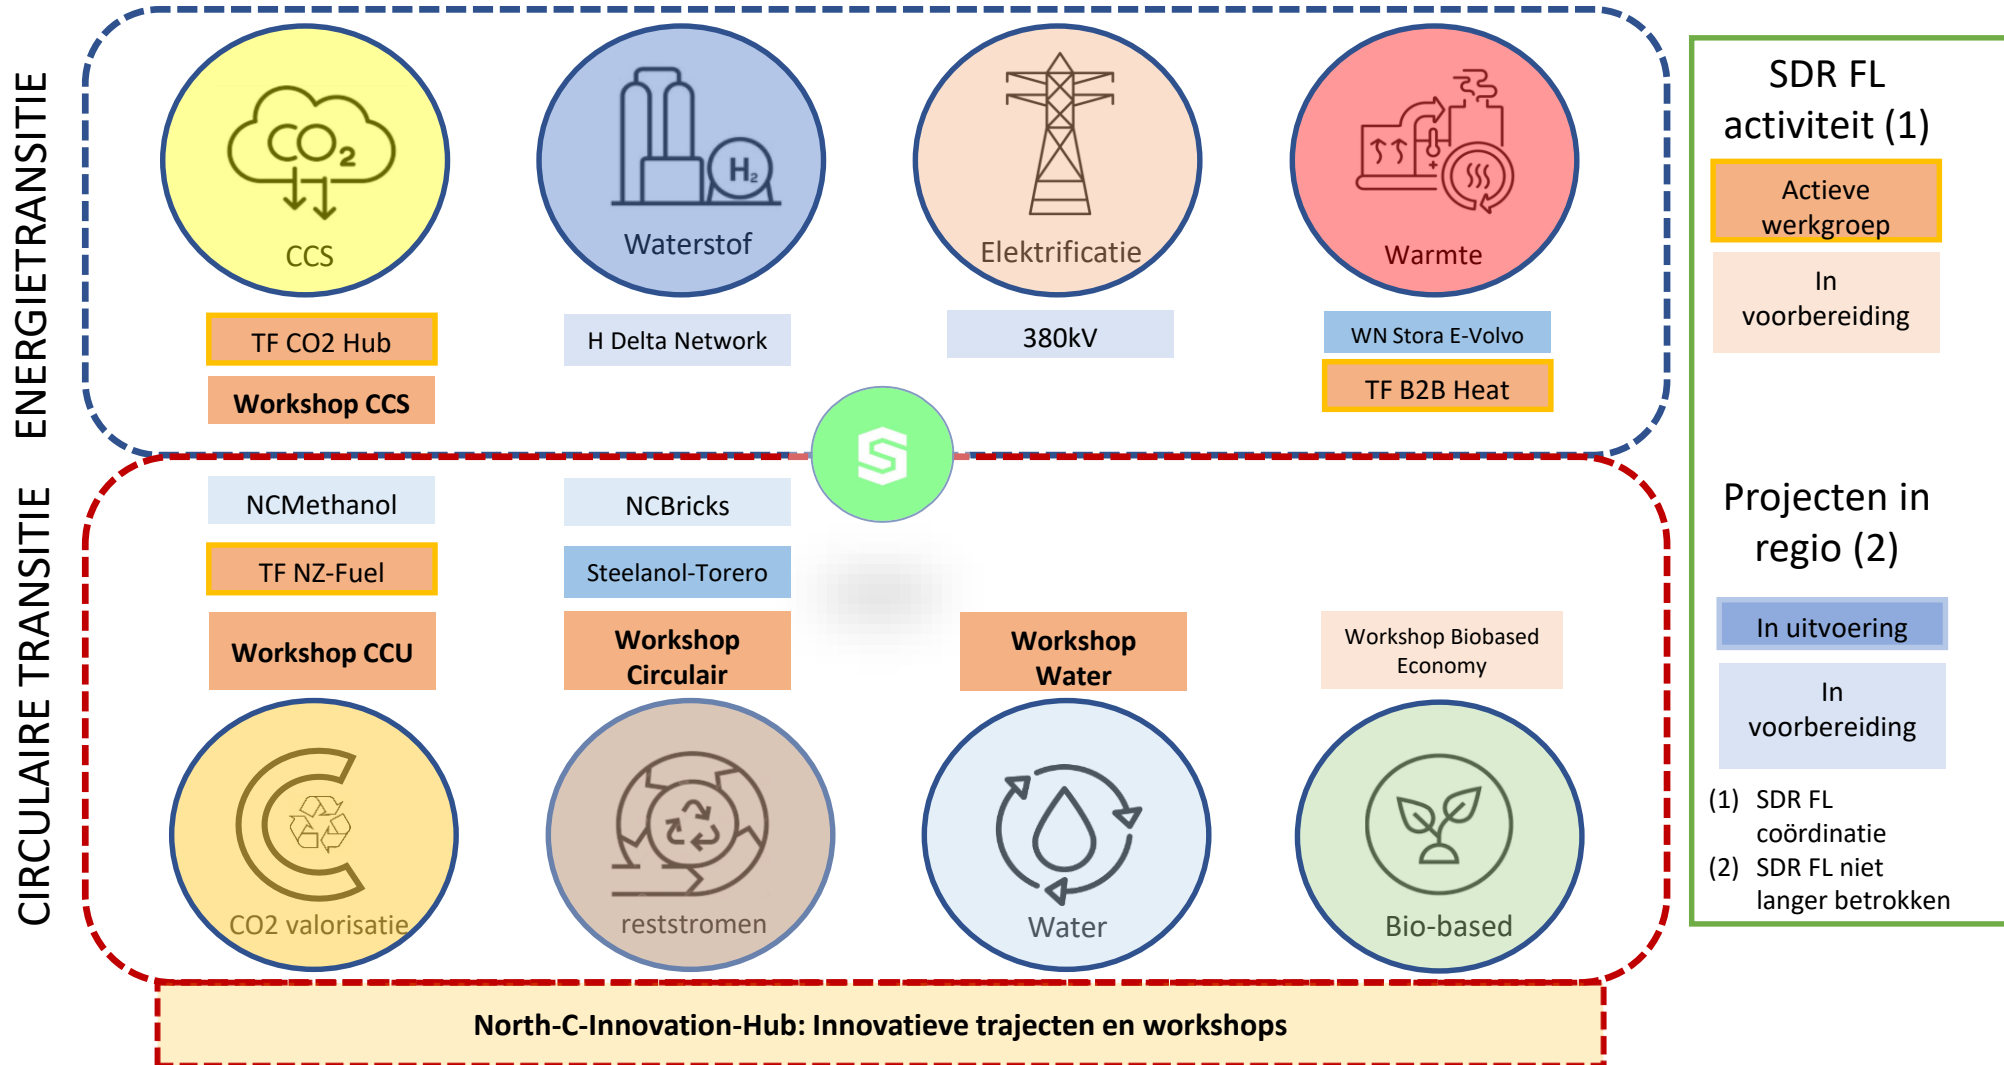 ENERGIETRANSITIE
CO2
CCS
H2
Waterstof
Elektrificatie
Warmte
TF CO2 Hub
Workshop CCS
H Delta Network
380kV
WN Stora E-Volvo
TF B2B Heat
S
CIRCULAIRE TRANSITIE
NCMethanol
TF NZ-Fuel
Workshop CCU
NCBricks
Steelanol-Torero
Workshop
Circulair
Workshop
Water
Workshop Biobased
Economy
CO2 valorisatie
reststromen
Water
Bio-based
North-C-Innovation-Hub: Innovatieve trajecten en workshops
SDR FL
activiteit (1)
Actieve
werkgroep
In
voorbereiding
Projecten in
regio (2)
In uitvoering
In
voorbereiding
(1) SDR FL
coördinatie
(2) SDR FL niet
langer betrokken